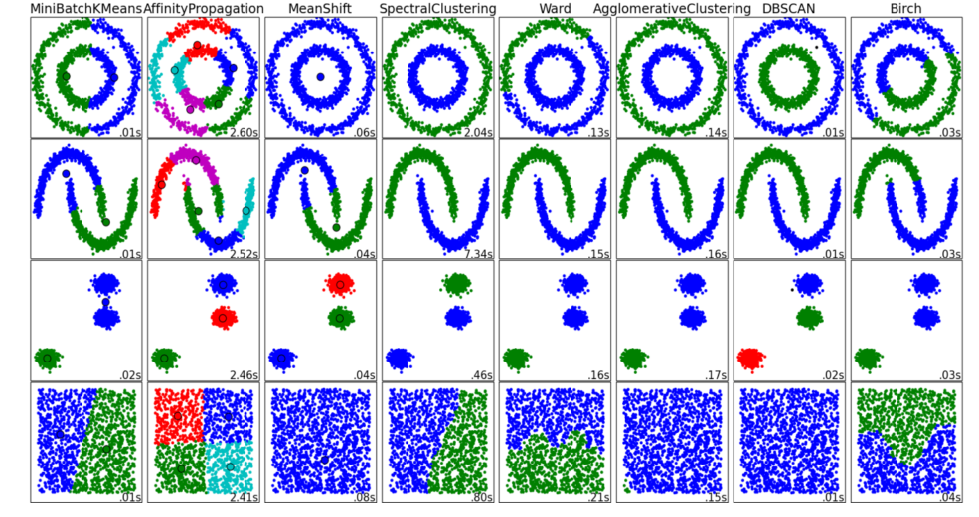 MiniBatchKMeans AffinityPropagation MeanShift SpectralClustering Ward AgglomerativeClustering DBSCAN Birch
.01s 2.60s .06s 2.04s .13s .14s .01s .03s
.01s 2.52s .04s 7.34s .15s .16s .01s .03s
.02s 2.46s .04s .46s .16s .17s .02s .03s
.01s 2.41s .08s .80s .21s .15s .01s .04s